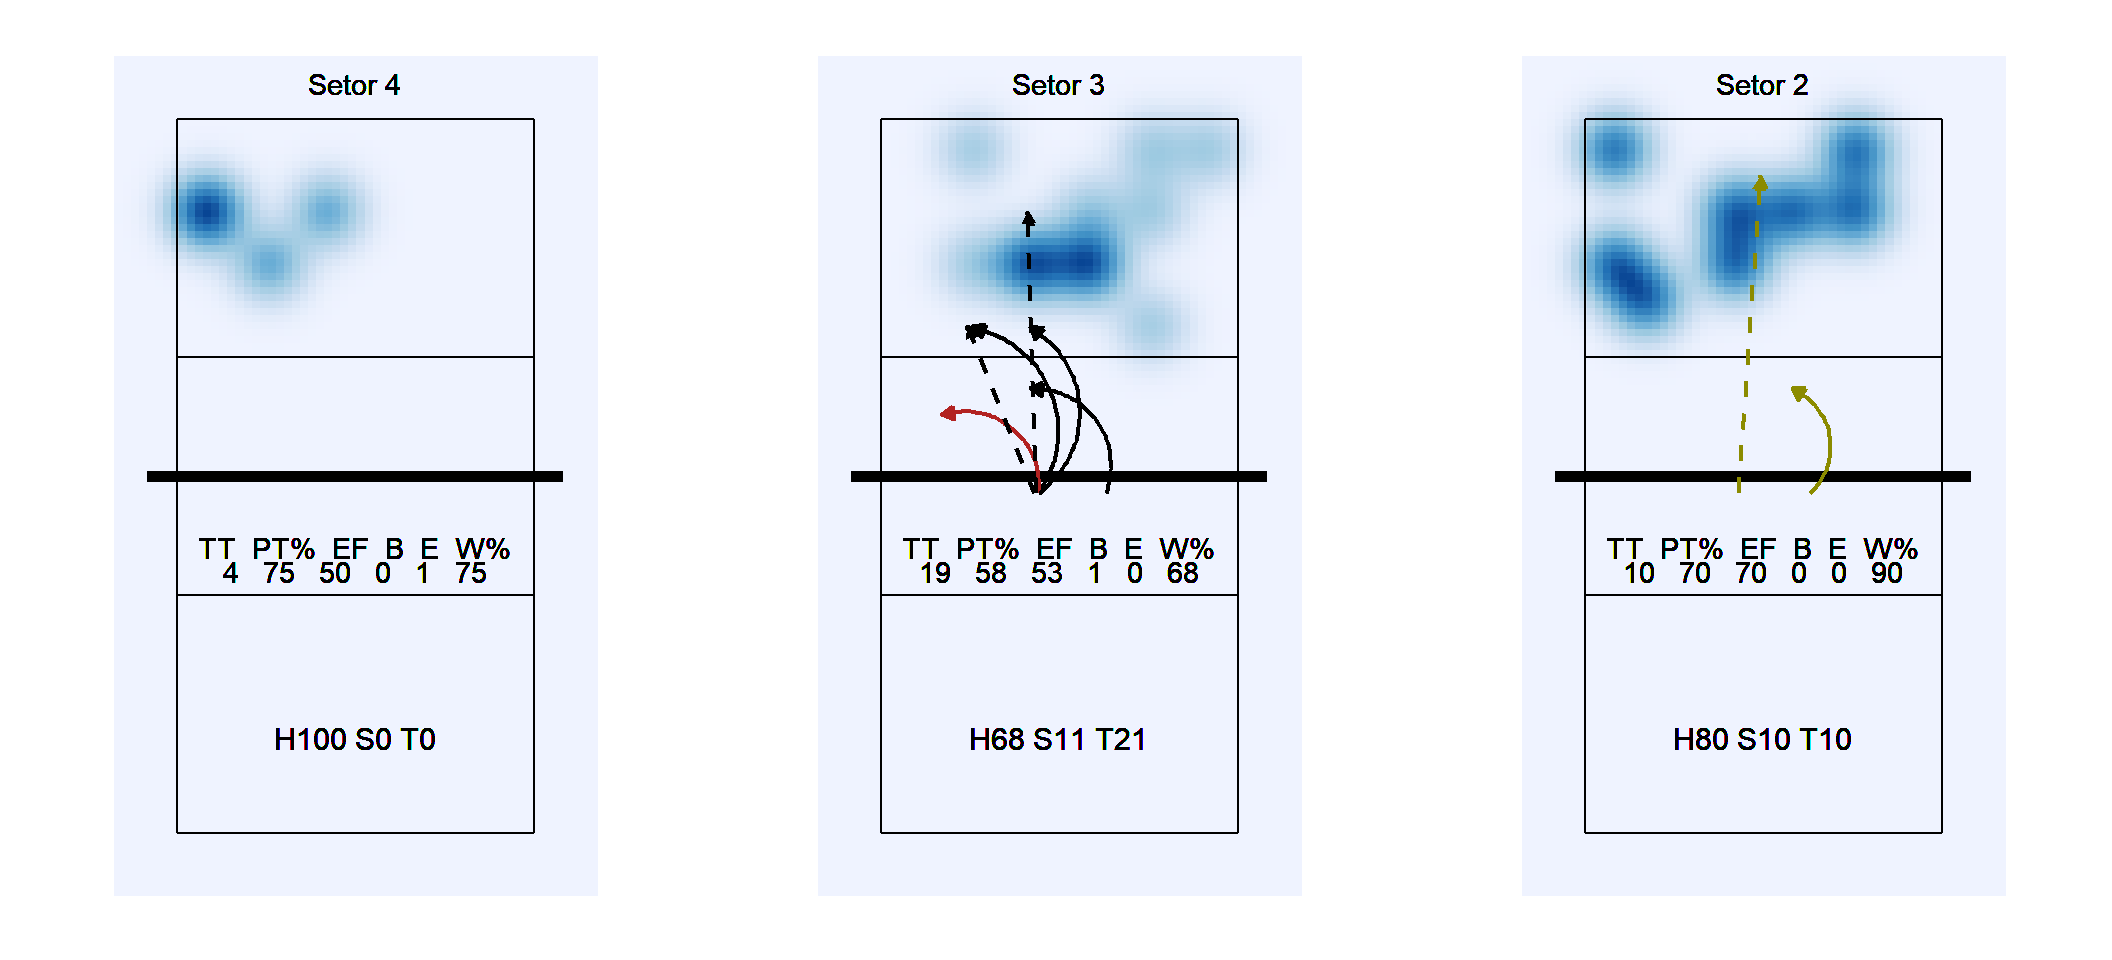 Setor 4
TT PT% EF B E W%
4 75 50 0 1 75
H100 S0 T0
Setor 3
TT PT% EF B E W%
19 58 53 1 0 68
H68 S11 T21
Setor 2
TT PT% EF B E W%
10 70 70 0 0 90
H80 S10 T10